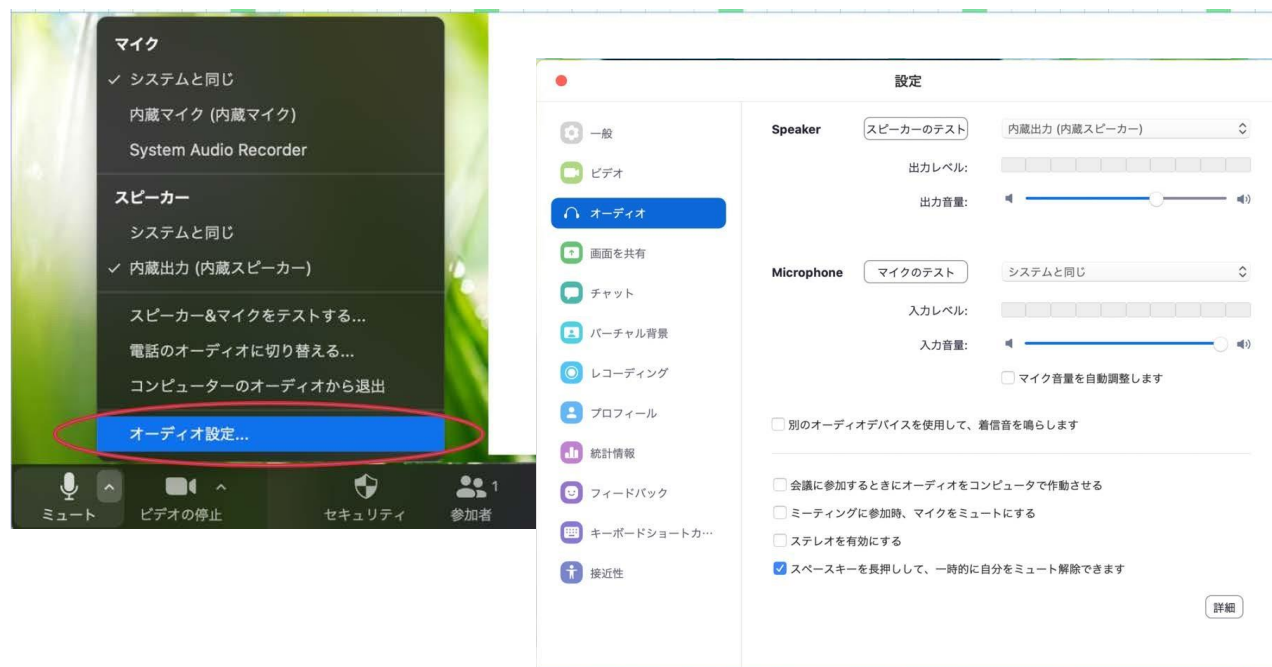 マイク
✓ システムと同じ
内蔵マイク (内蔵マイク)
System Audio Recorder
スピーカー
システムと同じ
✓ 内蔵出力 (内蔵スピーカー)
スピーカー&マイクをテストする...
電話のオーディオに切り替える...
コンピューターのオーディオから退出
オーディオ設定...
ミュート
ビデオの停止
セキュリティ
1
参加者
設定
一般
ビデオ
オーディオ
画面を共有
チャット
バーチャル背景
レコーディング
プロフィール
統計情報
フィードバック
キーボードショートカ…
接近性
Speaker スピーカーのテスト 内蔵出力 (内蔵スピーカー)
出力レベル:
出力音量:
Microphone マイクのテスト システムと同じ
入力レベル:
入力音量:
マイク音量を自動調整します
別のオーディオデバイスを使用して、着信音を鳴らします
会議に参加するときにオーディオをコンピュータで作動させる
ミーティングに参加時、マイクをミュートにする
ステレオを有効にする
スペースキーを長押しして、一時的に自分をミュート解除できます
詳細